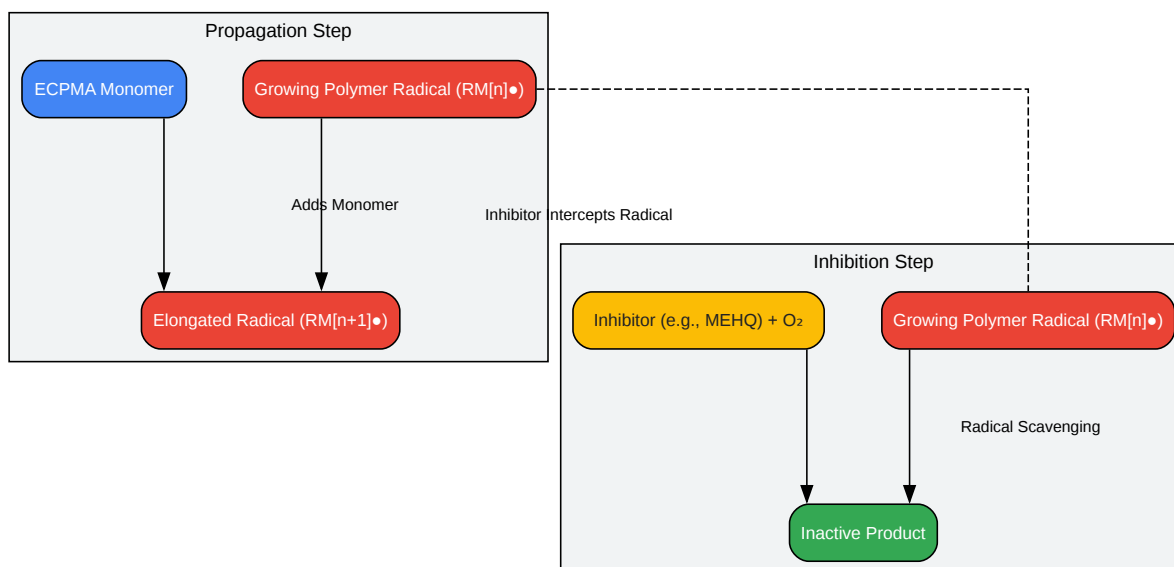 Propagation Step
ECPMA Monomer
Growing Polymer Radical (RM[n]●)
Adds Monomer
Inhibitor Intercepts Radical
Elongated Radical (RM[n+1]●)
Inhibition Step
Inhibitor (e.g., MEHQ) + O₂
Growing Polymer Radical (RM[n]●)
Radical Scavenging
Inactive Product